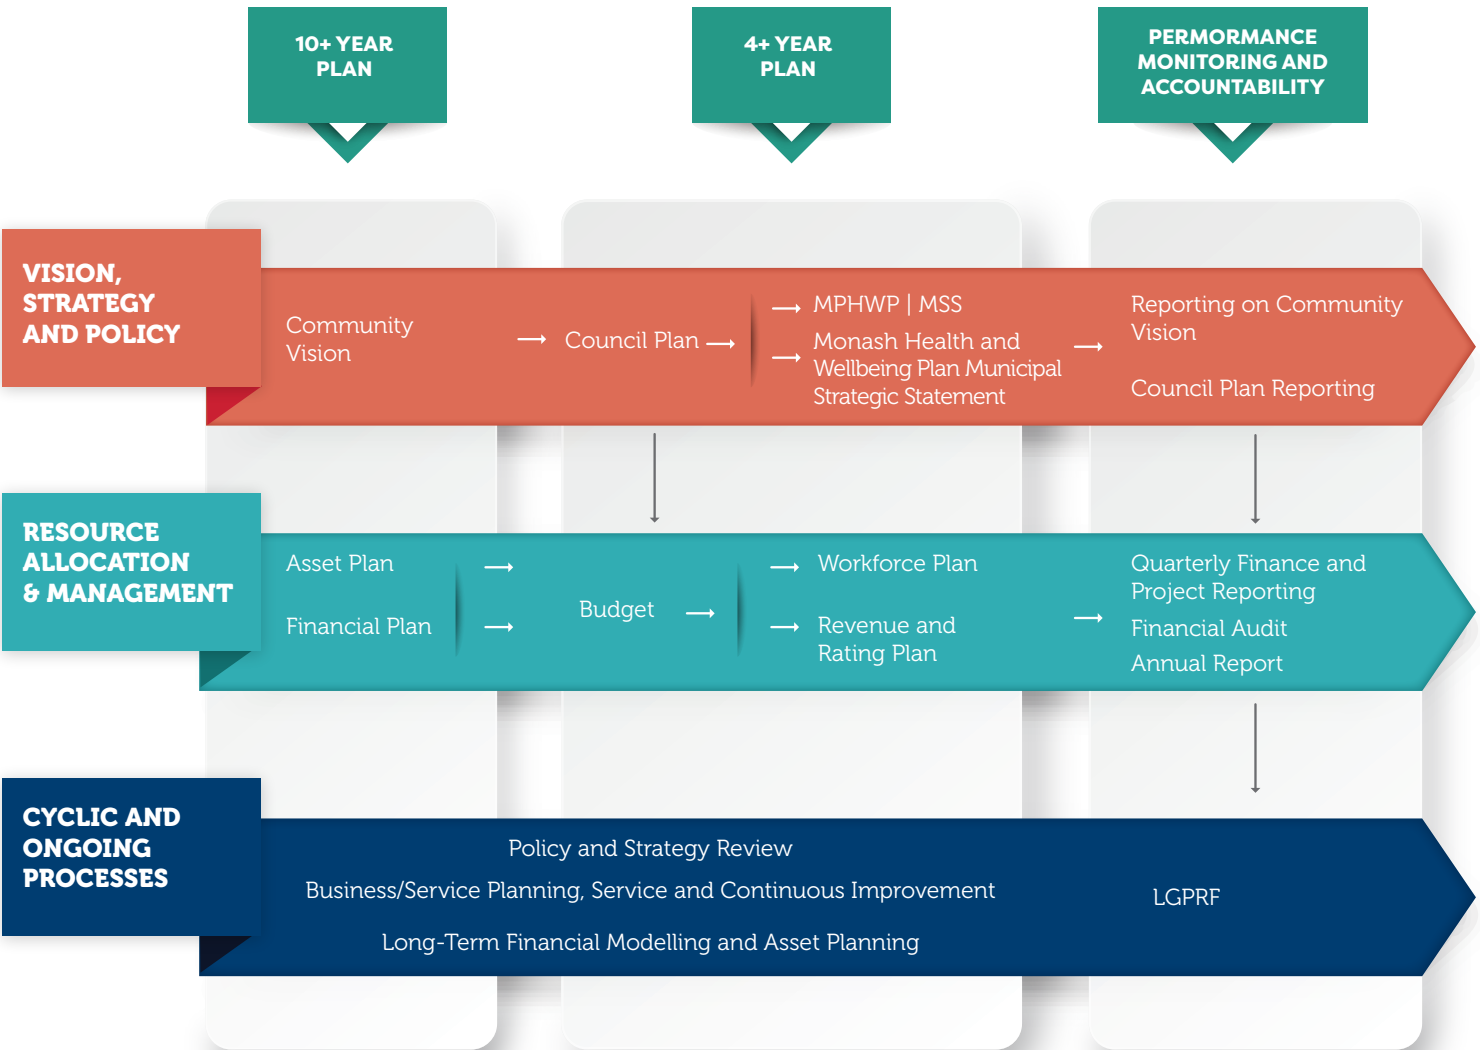 10+ YEAR
PLAN
4+ YEAR
PLAN
PERMORMANCE
MONITORING AND
ACCOUNTABILITY
VISION,
STRATEGY
AND POLICY
Community
Vision
Council Plan
MPHWP | MSS
Monash Health and
Wellbeing Plan Municipal
Strategic Statement
Reporting on Community
Vision
Council Plan Reporting
RESOURCE
ALLOCATION
& MANAGEMENT
Asset Plan
Financial Plan
Budget
Workforce Plan
Revenue and
Rating Plan
Quarterly Finance and
Project Reporting
Financial Audit
Annual Report
CYCLIC AND
ONGOING
PROCESSES
Policy and Strategy Review
Business/Service Planning, Service and Continuous Improvement
Long-Term Financial Modelling and Asset Planning
LGPRF